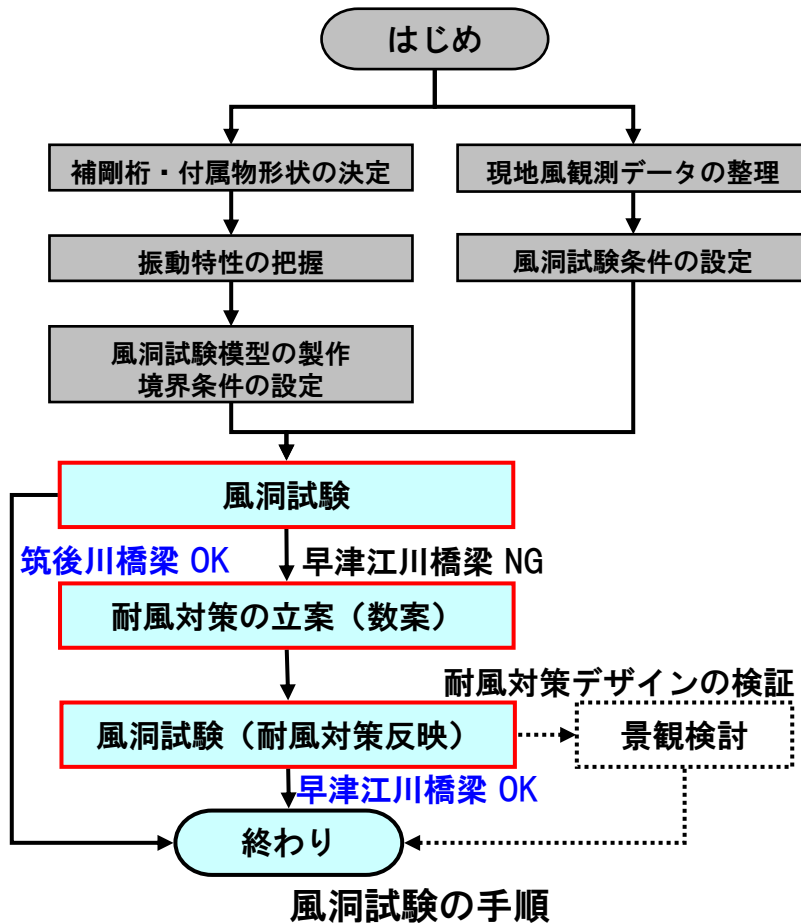 はじめ
補剛桁・付属物形状の決定
現地風観測データの整理
振動特性の把握
風洞試験条件の設定
風洞試験模型の製作
境界条件の設定
風洞試験
筑後川橋梁 OK
早津江川橋梁 NG
耐風対策の立案（数案）
耐風対策デザインの検証
風洞試験（耐風対策反映）
景観検討
早津江川橋梁 OK
終わり
風洞試験の手順